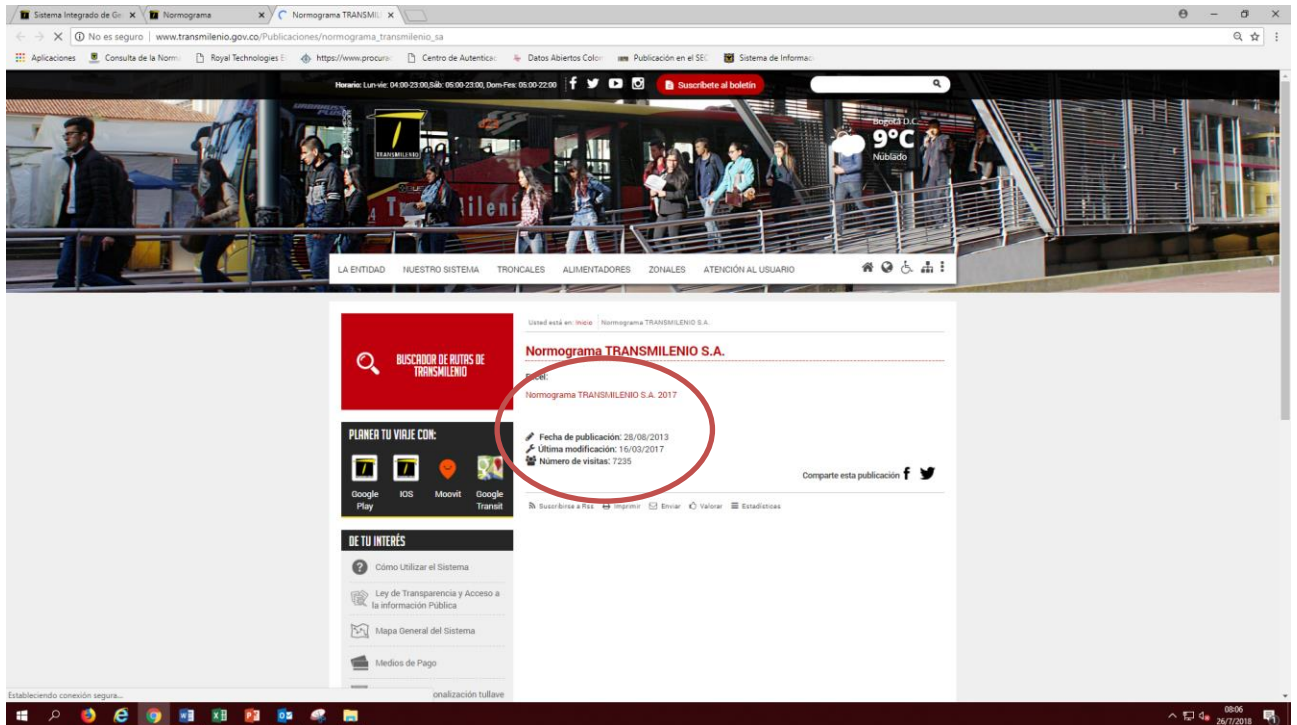 Sistema Integrado de Ge
Normograma
Normograma TRANSMIL
No es seguro | www.transmilenio.gov.co/Publicaciones/normograma_transmilenio_sa
Aplicaciones
Consulta de la Norm
Royal Technologies E
https://www.procura
Centro de Autentica
Datos Abiertos Colo
Publicación en el SEC
Sistema de Informac
Horario: Lun-vie: 04:00-23:00,Sáb: 05:00-23:00, Dom-Fes: 05:00-22:00
Suscríbete al boletín
TRANSMILENIO
Bogotá D.C.
9°C
Nublado
LA ENTIDAD
NUESTRO SISTEMA
TRONCALES
ALIMENTADORES
ZONALES
ATENCIÓN AL USUARIO
BUSCADOR DE RUTAS DE
TRANSMILENIO
PLANEA TU VIAJE CON:
Google
Play
IOS
Moovit
Google
Transit
DE TU INTERÉS
Cómo Utilizar el Sistema
Ley de Transparencia y Acceso a
la información Pública
Mapa General del Sistema
Medios de Pago
onalización tullave
Usted está en: Inicio Normograma TRANSMILENIO S.A.
Normograma TRANSMILENIO S.A.
Excel:
Normograma TRANSMILENIO S.A. 2017
Fecha de publicación: 28/08/2013
Última modificación: 16/03/2017
Número de visitas: 7235
Comparte esta publicación
Suscribirse a Rss
Imprimir
Enviar
Valorar
Estadísticas
Estableciendo conexión segura...
08:06
26/7/2018